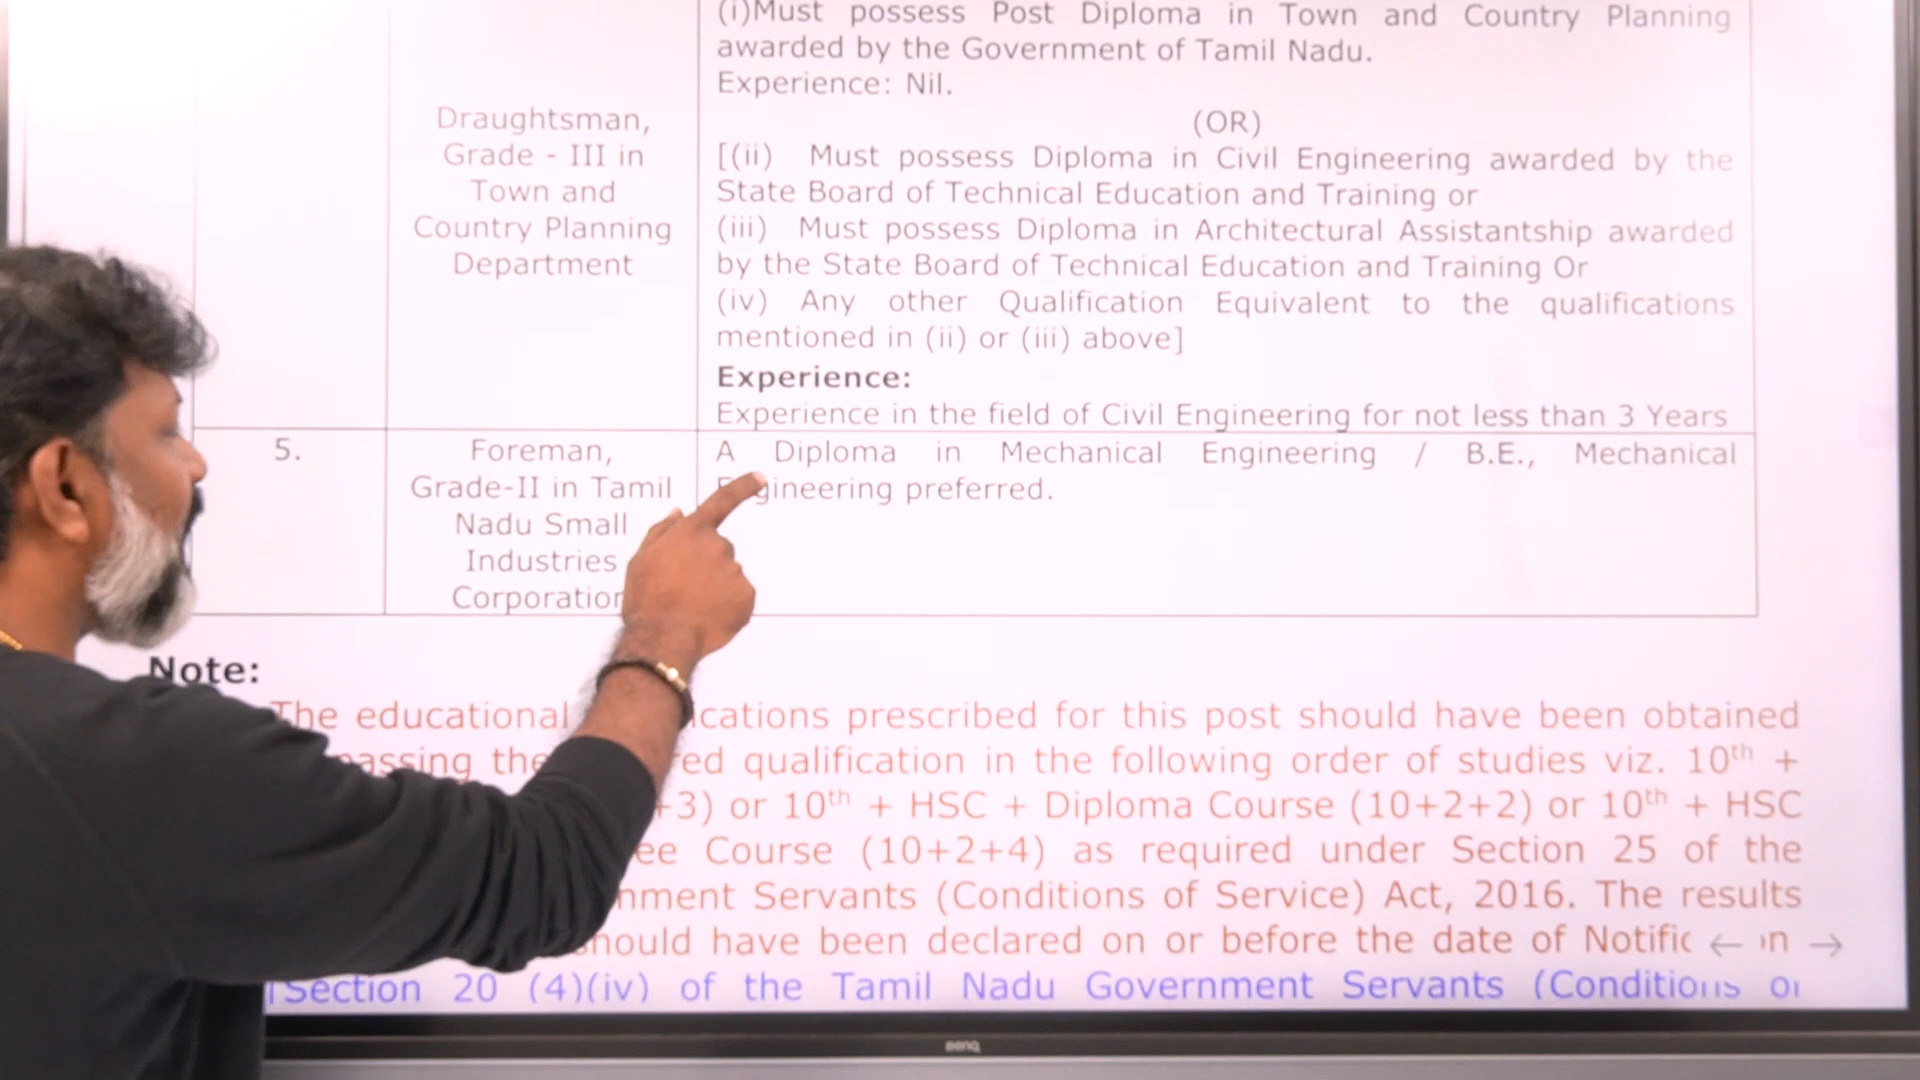 (i)Must possess Post Diploma in Town and Country Planning
awarded by the Government of Tamil Nadu.
Experience: Nil.
(OR)
Draughtsman,
Grade - III in
Town and
Country Planning
Department
[(ii) Must possess Diploma in Civil Engineering awarded by the
State Board of Technical Education and Training or
(iii) Must possess Diploma in Architectural Assistantship awarded
by the State Board of Technical Education and Training Or
(iv) Any other Qualification Equivalent to the qualifications
mentioned in (ii) or (iii) above]
Experience:
Experience in the field of Civil Engineering for not less than 3 Years
5.
Foreman,
Grade-II in Tamil
Nadu Small
Industries
Corporation
A Diploma in Mechanical Engineering / B.E., Mechanical
Engineering preferred.
Note:
The educational prescribed for this post should have been obtained
passing the qualification in the following order of studies viz. 10th +
+3) or 10th + HSC + Diploma Course (10+2+2) or 10th + HSC
Course (10+2+4) as required under Section 25 of the
Servants (Conditions of Service) Act, 2016. The results
should have been declared on or before the date of
Section 20 (4)(iv) of the Tamil Nadu Government Servants (Conditions of
BenQ